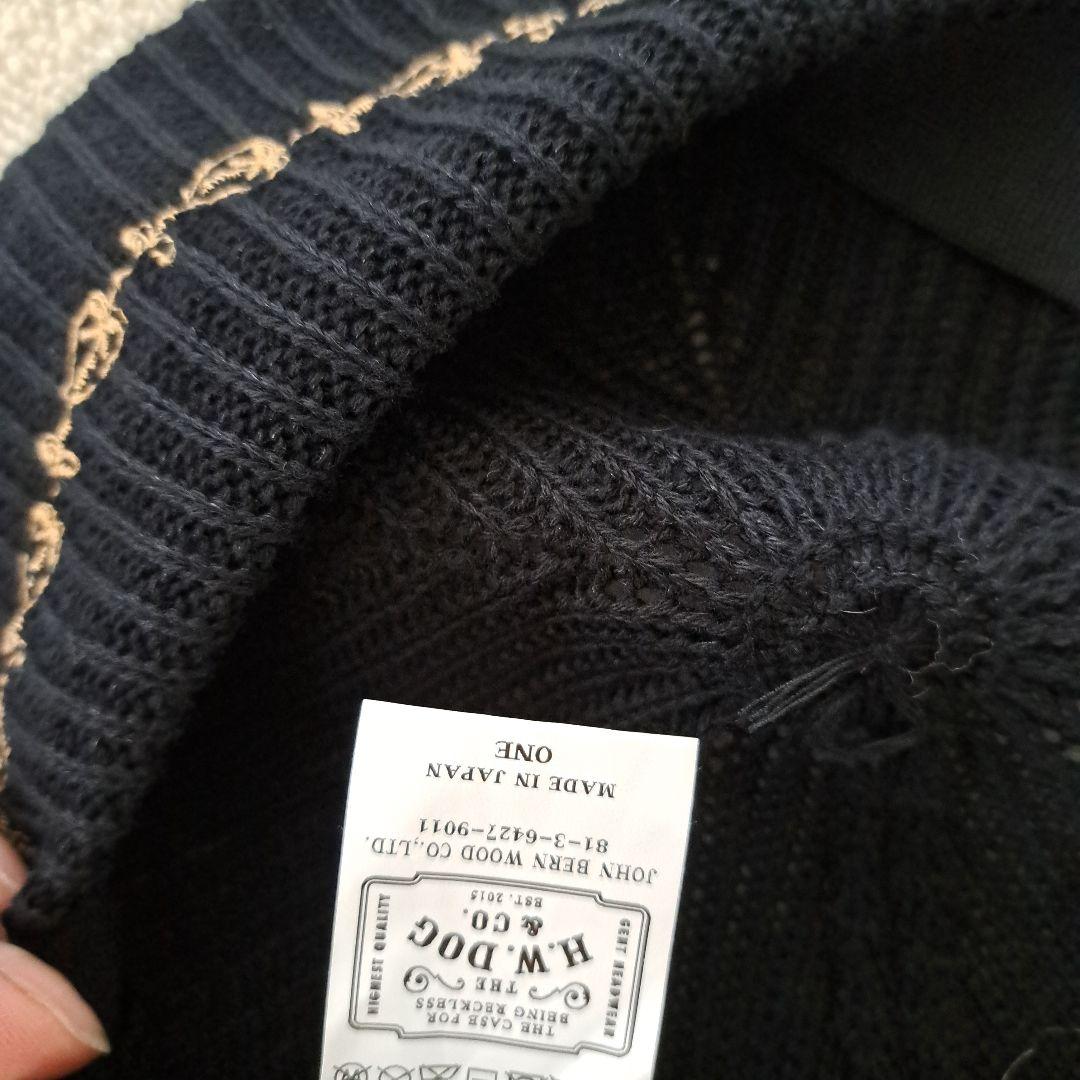 THE CASE FOR
BEING RECKLESS
THE
H.W.DOG
& CO.
EST. 2015
GENT HEADWEAR
HIGHEST QUALITY
JOHN BERN WOOD CO.,LTD.
81-3-6427-9011
MADE IN JAPAN
ONE